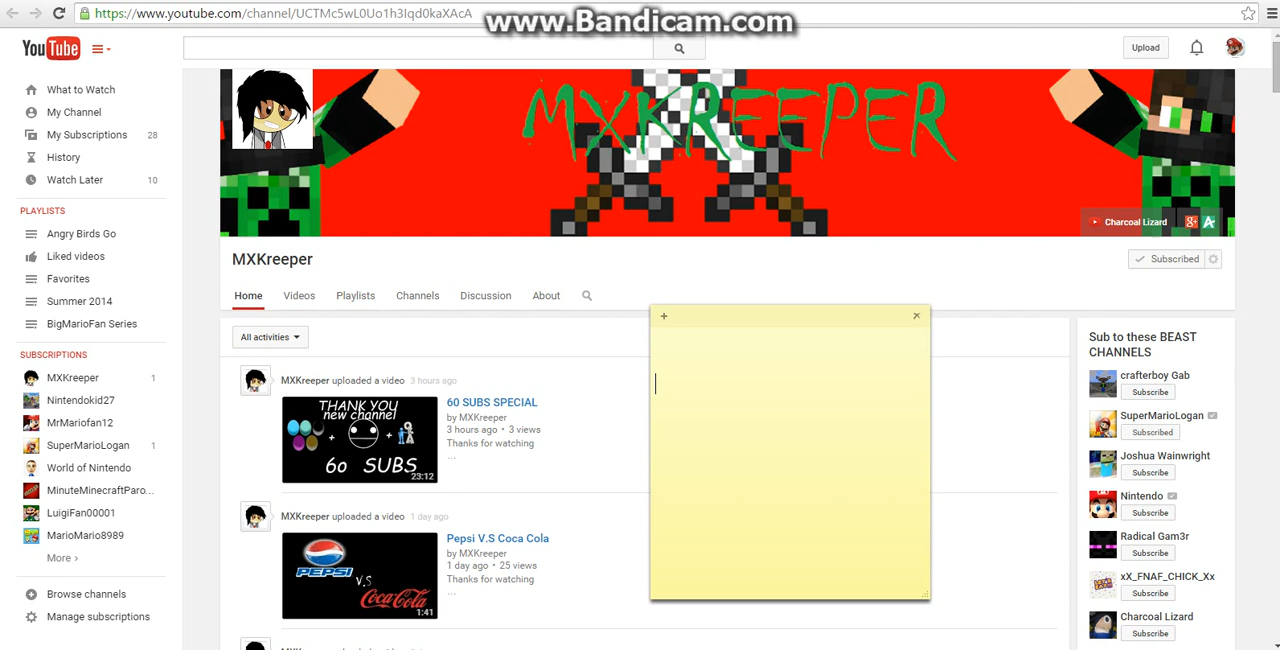 https://www.youtube.com/channel/UCTMc5wL0Uo1h3Iqd0kaXAcA
www.Bandicam.com
YouTube
Upload
What to Watch
My Channel
My Subscriptions 28
History
Watch Later 10
PLAYLISTS
Angry Birds Go
Liked videos
Favorites
Summer 2014
BigMarioFan Series
SUBSCRIPTIONS
MXKreeper 1
Nintendokid27
MrMariofan12
SuperMarioLogan 1
World of Nintendo
MinuteMinecraftParo...
LuigiFan00001
MarioMario8989
More >
Browse channels
Manage subscriptions
MXKREEPER
Charcoal Lizard
MXKreeper
Subscribed
Home Videos Playlists Channels Discussion About
All activities
MXKreeper uploaded a video 3 hours ago
THANK YOU
new channel
+ +
60 SUBS
23:12
60 SUBS SPECIAL
by MXKreeper
3 hours ago • 3 views
Thanks for watching
...
MXKreeper uploaded a video 1 day ago
PEPSI
V.S
Coca-Cola
1:41
Pepsi V.S Coca Cola
by MXKreeper
1 day ago • 25 views
Thanks for watching
...
+ ×
Sub to these BEAST
CHANNELS
crafterboy Gab
Subscribe
SuperMarioLogan
Subscribed
Joshua Wainwright
Subscribe
Nintendo
Subscribe
Radical Gam3r
Subscribe
xX_FNAF_CHICK_Xx
Subscribe
Charcoal Lizard
Subscribe